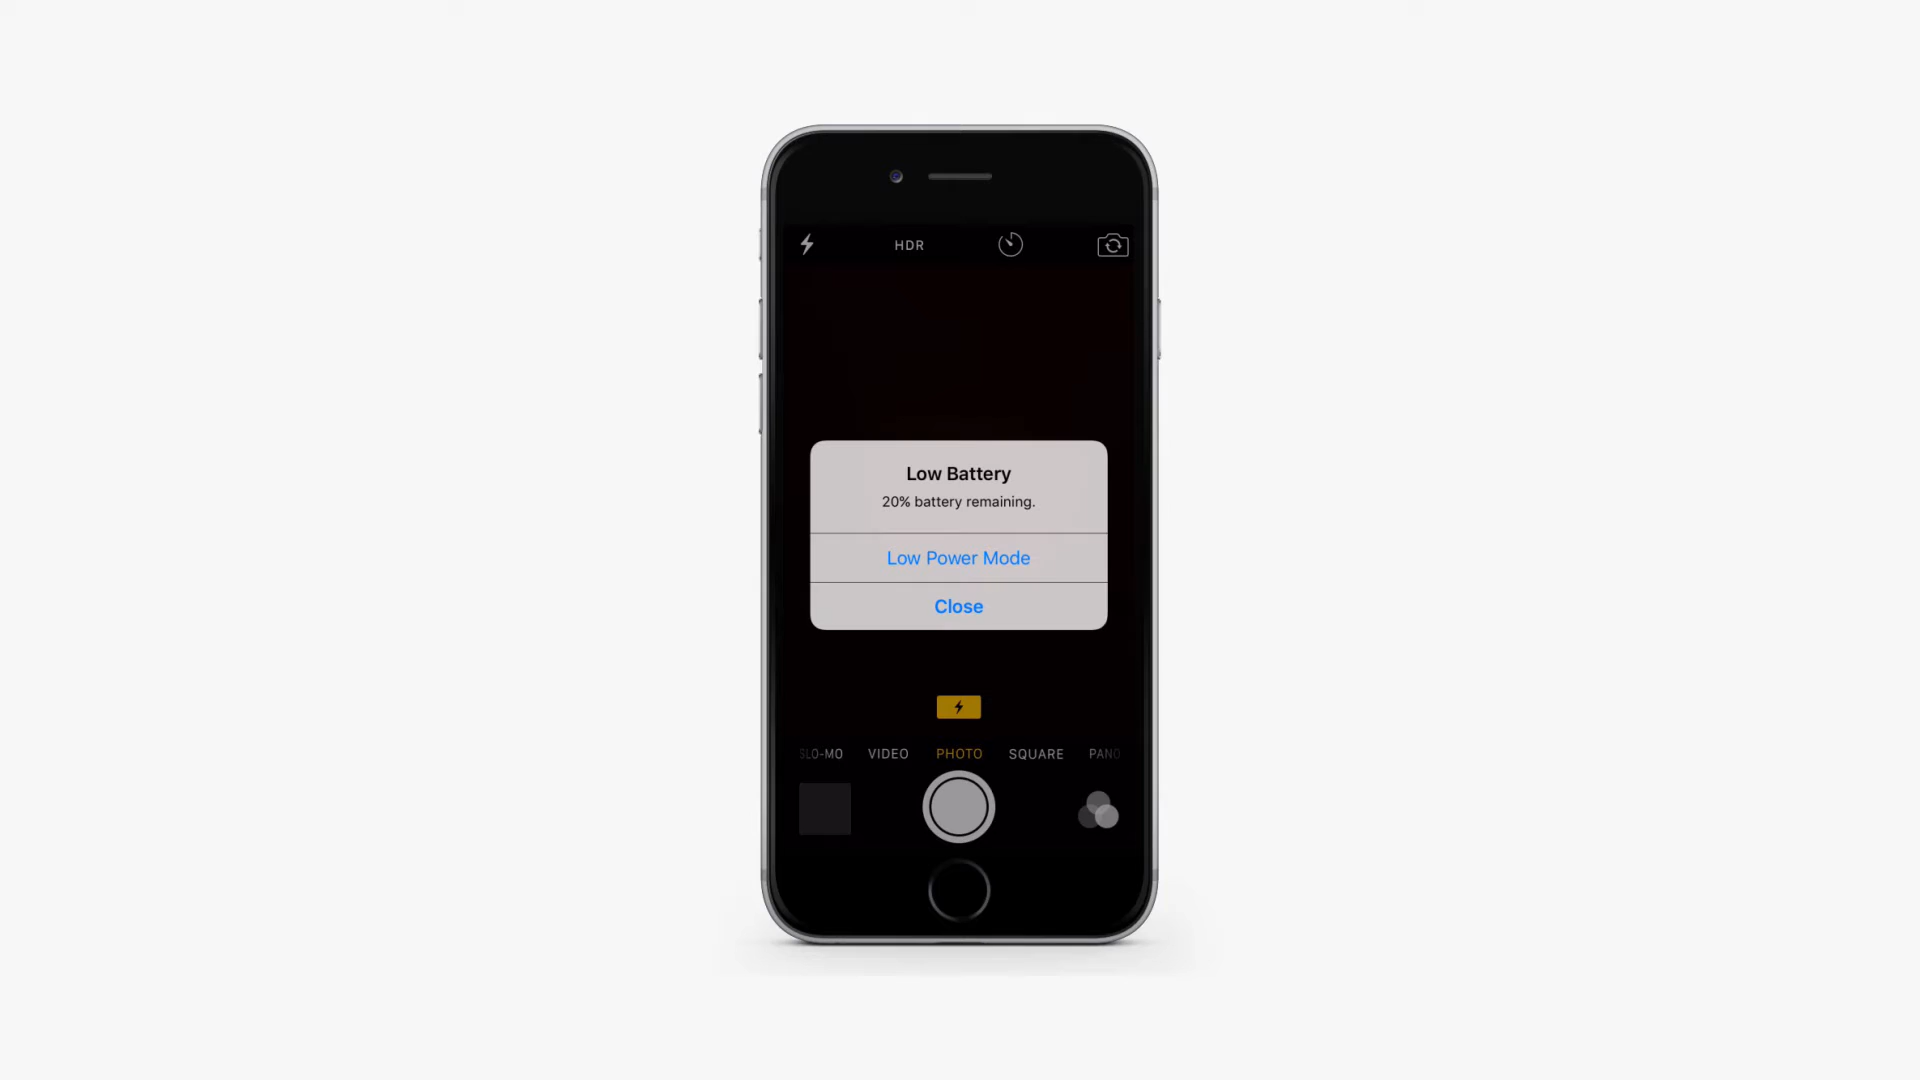 HDR
Low Battery
20% battery remaining.
Low Power Mode
Close
SLO-MO VIDEO PHOTO SQUARE PANO